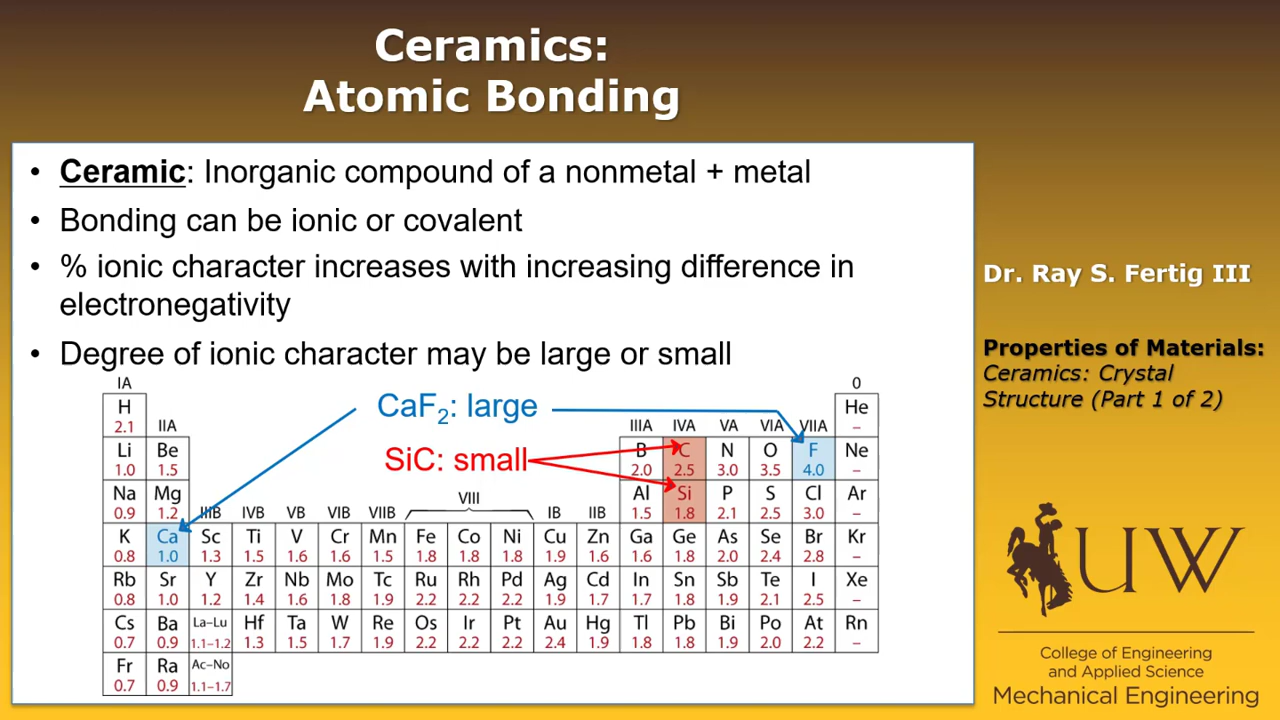 Ceramics:
Atomic Bonding
• Ceramic: Inorganic compound of a nonmetal + metal
• Bonding can be ionic or covalent
• % ionic character increases with increasing difference in
electronegativity
• Degree of ionic character may be large or small
IA 0
H CaF2: large He
2.1 IIA IIIA IVA VA VIA VIIA –
Li Be SiC: small B C N O F Ne
1.0 1.5 2.0 2.5 3.0 3.5 4.0 –
Na Mg VIII Al Si P S Cl Ar
0.9 1.2 IIIB IVB VB VIB VIIB IB IIB 1.5 1.8 2.1 2.5 3.0 –
K Ca Sc Ti V Cr Mn Fe Co Ni Cu Zn Ga Ge As Se Br Kr
0.8 1.0 1.3 1.5 1.6 1.6 1.5 1.8 1.8 1.8 1.9 1.6 1.6 1.8 2.0 2.4 2.8 –
Rb Sr Y Zr Nb Mo Tc Ru Rh Pd Ag Cd In Sn Sb Te I Xe
0.8 1.0 1.2 1.4 1.6 1.8 1.9 2.2 2.2 2.2 1.9 1.7 1.7 1.8 1.9 2.1 2.5 –
Cs Ba La–Lu Hf Ta W Re Os Ir Pt Au Hg Tl Pb Bi Po At Rn
0.7 0.9 1.1–1.2 1.3 1.5 1.7 1.9 2.2 2.2 2.2 2.4 1.9 1.8 1.8 1.9 2.0 2.2 –
Fr Ra Ac–No
0.7 0.9 1.1–1.7
Dr. Ray S. Fertig III
Properties of Materials:
Ceramics: Crystal
Structure (Part 1 of 2)
UW
College of Engineering
and Applied Science
Mechanical Engineering